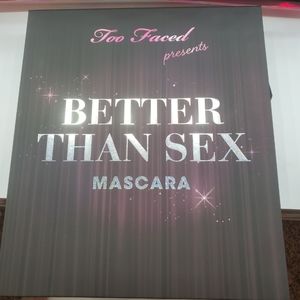 Too Faced
presents
BETTER
THAN SEX
MASCARA